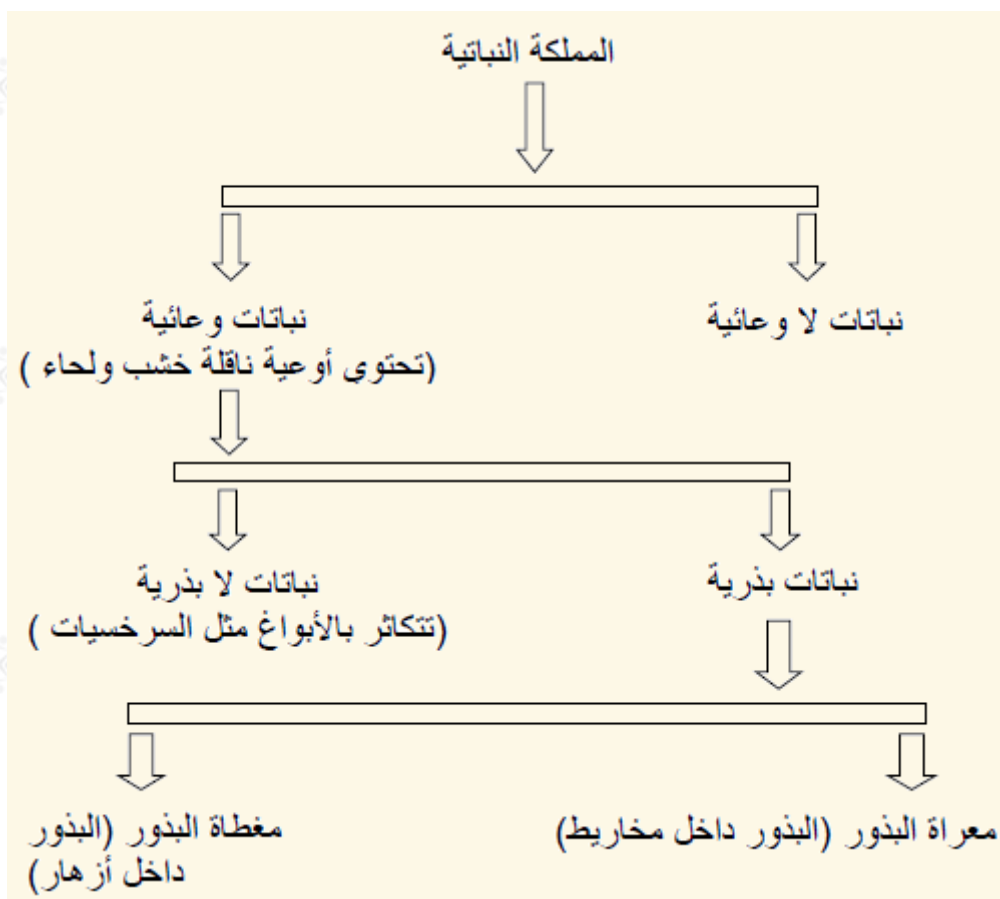 المملكة النباتية
نباتات لا وعائية
نباتات وعائية
(تحتوى أوعية ناقلة خشب ولحاء )
نباتات بذرية
نباتات لا بذرية
(تتكاثر بالأبواغ مثل السرخسيات )
معراة البذور (البذور داخل مخاريط)
مغطاة البذور (البذور
داخل أزهار)